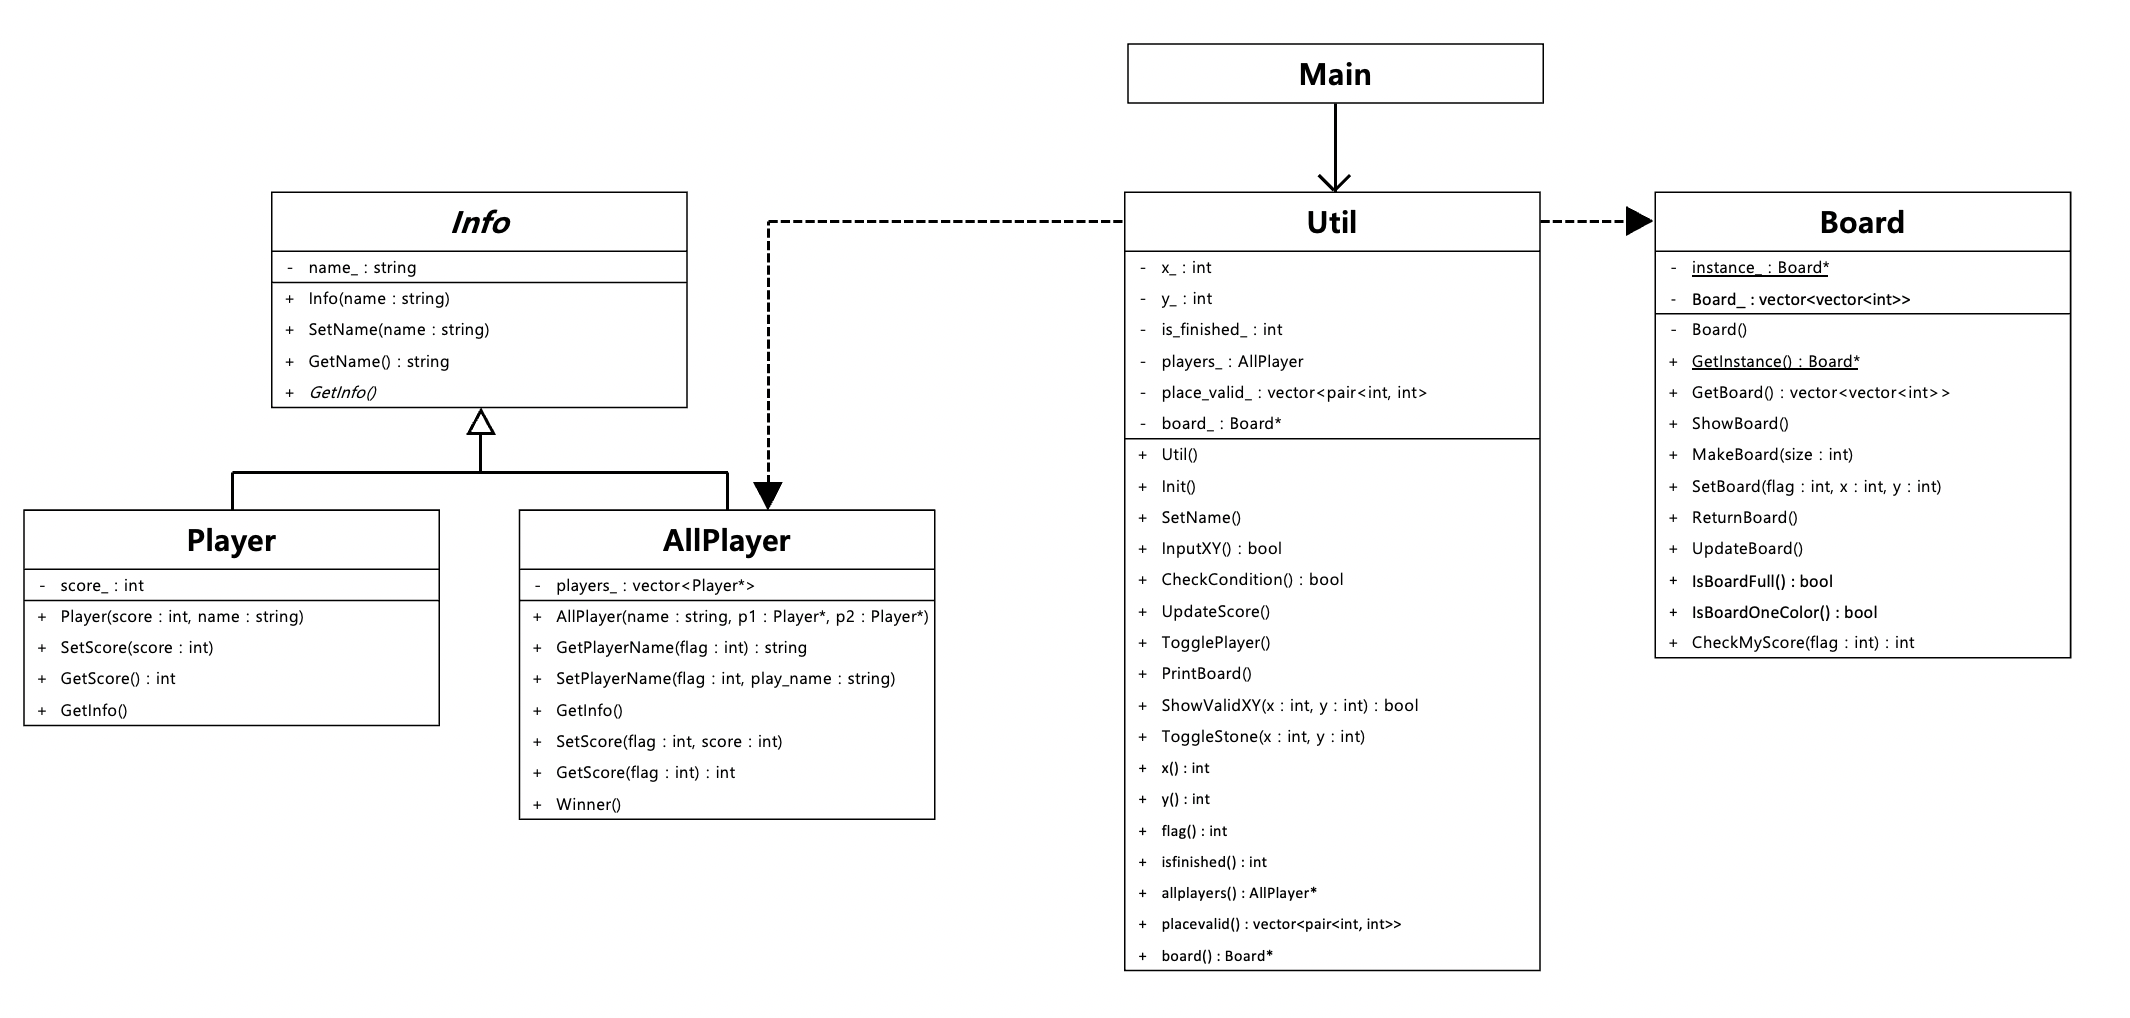 Main
Info
- name_ : string
+ Info(name : string)
+ SetName(name : string)
+ GetName() : string
+ GetInfo()
Player
- score_ : int
+ Player(score : int, name : string)
+ SetScore(score : int)
+ GetScore() : int
+ GetInfo()
AllPlayer
- players_ : vector<Player*>
+ AllPlayer(name : string, p1 : Player*, p2 : Player*)
+ GetPlayerName(flag : int) : string
+ SetPlayerName(flag : int, play_name : string)
+ GetInfo()
+ SetScore(flag : int, score : int)
+ GetScore(flag : int) : int
+ Winner()
Util
- x_ : int
- y_ : int
- is_finished_ : int
- players_ : AllPlayer
- place_valid_ : vector<pair<int, int>
- board_ : Board*
+ Util()
+ Init()
+ SetName()
+ InputXY() : bool
+ CheckCondition() : bool
+ UpdateScore()
+ TogglePlayer()
+ PrintBoard()
+ ShowValidXY(x : int, y : int) : bool
+ ToggleStone(x : int, y : int)
+ x() : int
+ y() : int
+ flag() : int
+ isfinished() : int
+ allplayers() : AllPlayer*
+ placevalid() : vector<pair<int, int>>
+ board() : Board*
Board
- instance_ : Board*
- Board_ : vector<vector<int>>
- Board()
+ GetInstance() : Board*
+ GetBoard() : vector<vector<int>>
+ ShowBoard()
+ MakeBoard(size : int)
+ SetBoard(flag : int, x : int, y : int)
+ ReturnBoard()
+ UpdateBoard()
+ IsBoardFull() : bool
+ IsBoardOneColor() : bool
+ CheckMyScore(flag : int) : int